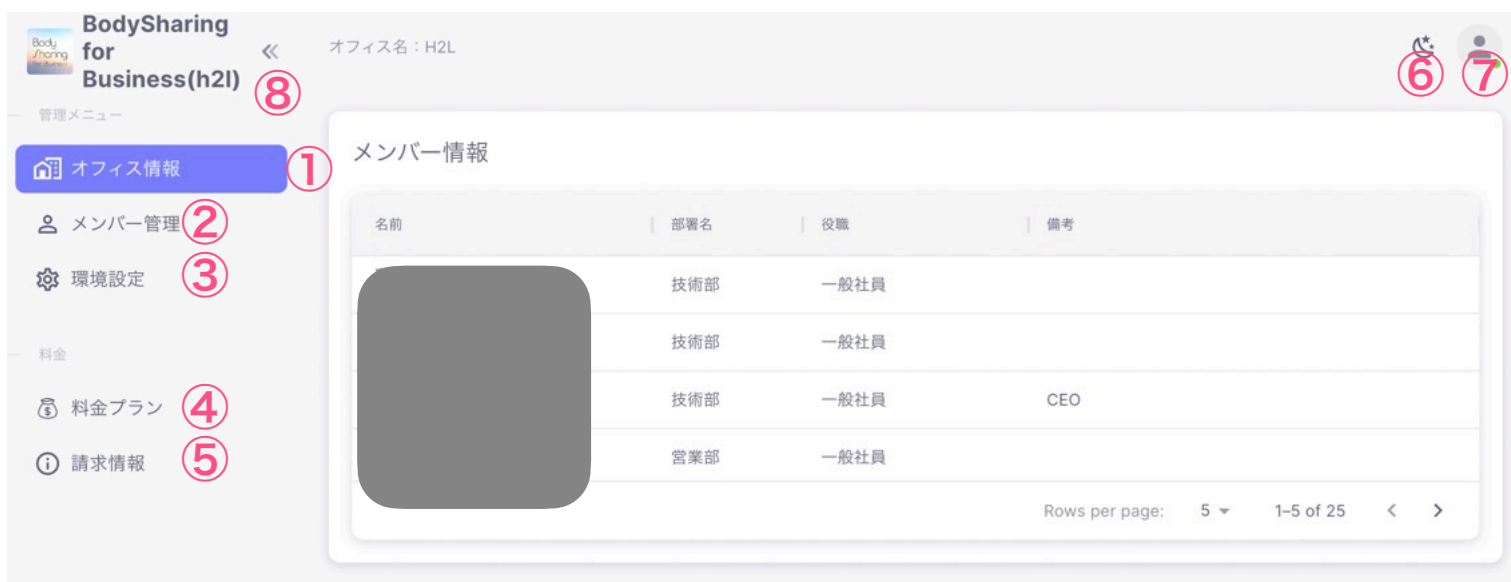 BodySharing
for
Business(h2l)
⑧
オフィス名：H2L
⑥
⑦
管理メニュー
オフィス情報
①
メンバー管理
②
環境設定
③
料金
料金プラン
④
請求情報
⑤
メンバー情報
名前 部署名 役職 備考
技術部 一般社員
技術部 一般社員
技術部 一般社員 CEO
営業部 一般社員
Rows per page: 5 1–5 of 25